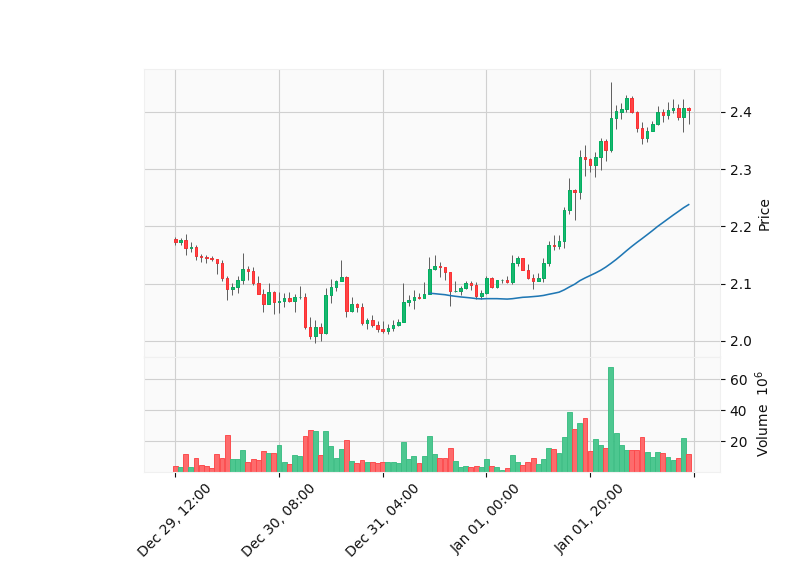 2.4
2.3
2.2
2.1
2.0
Price
60
40
20
Volume 10^6
Dec 29, 12:00
Dec 30, 08:00
Dec 31, 04:00
Jan 01, 00:00
Jan 01, 20:00